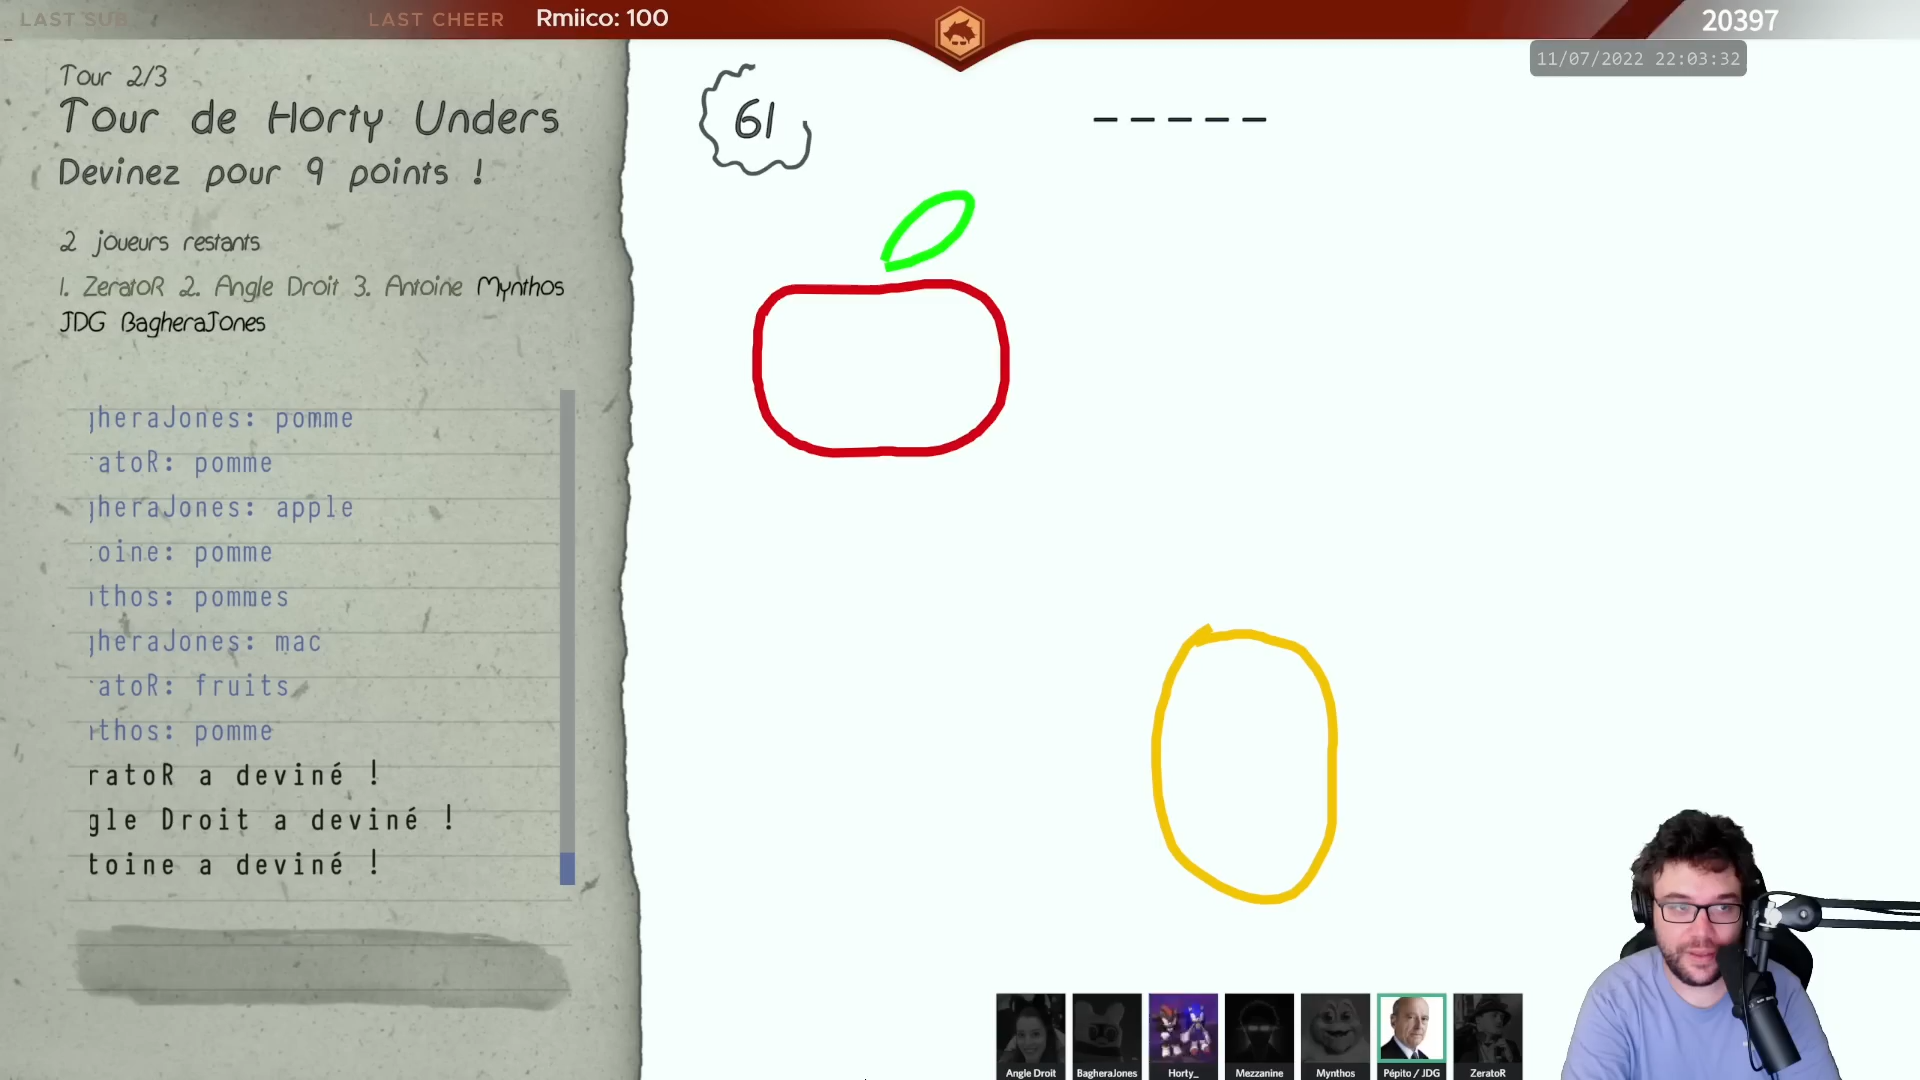 LAST SUB
LAST CHEER
Rmiico: 100
20397
11/07/2022 22:03:32
Tour 2/3
Tour de Horty Unders
Devinez pour 9 points !
2 joueurs restants
1. ZeratoR 2. Angle Droit 3. Antoine Mynthos
JDG BagheraJones
61
gheraJones: pomme
atoR: pomme
gheraJones: apple
oine: pomme
thos: pommes
gheraJones: mac
atoR: fruits
thos: pomme
ratoR a deviné !
gle Droit a deviné !
toine a deviné !
Angle Droit
BagheraJones
Horty_
Mezzanine
Mynthos
Pépito / JDG
ZeratoR